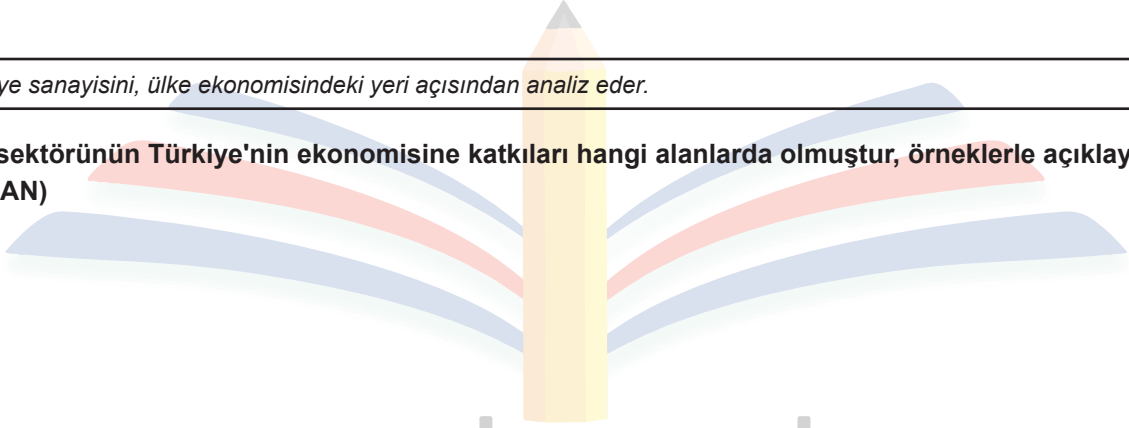 ye sanayisini, ülke ekonomisindeki yeri açısından analiz eder.
sektörünün Türkiye'nin ekonomisine katkıları hangi alanlarda olmuştur, örneklerle açıklay
AN)